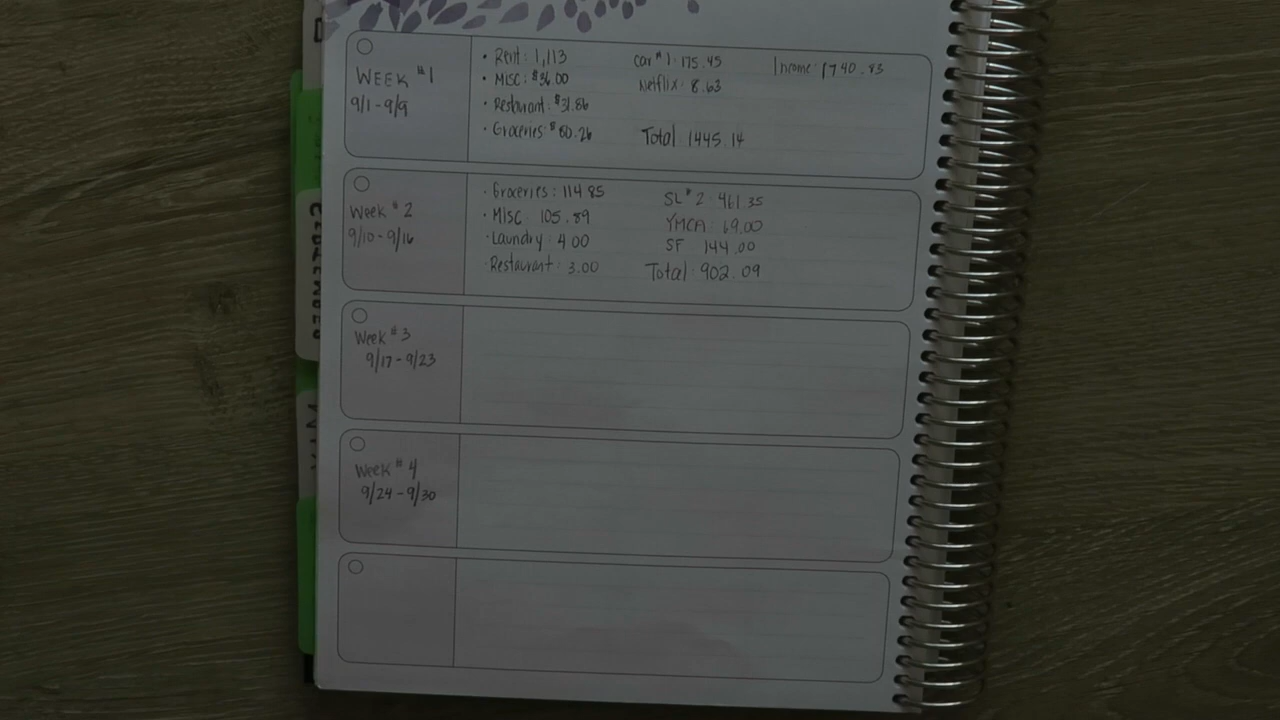 WEEK #1
9/1-9/9
• Rent: 1,113
• MISC: $36.00
• Restaurant: $31.86
• Groceries: $80.26
Car #1: 175.45
Netflix: 8.63
Total 1445.14
Income: 1740.83
Week #2
9/10-9/16
• Groceries: 114.85
• Misc: 105.89
• Laundry: 4.00
• Restaurant: 3.00
SL #2: 461.35
YMCA: 69.00
SF 144.00
Total: 902.09
Week #3
9/17-9/23
Week #4
9/24-9/30